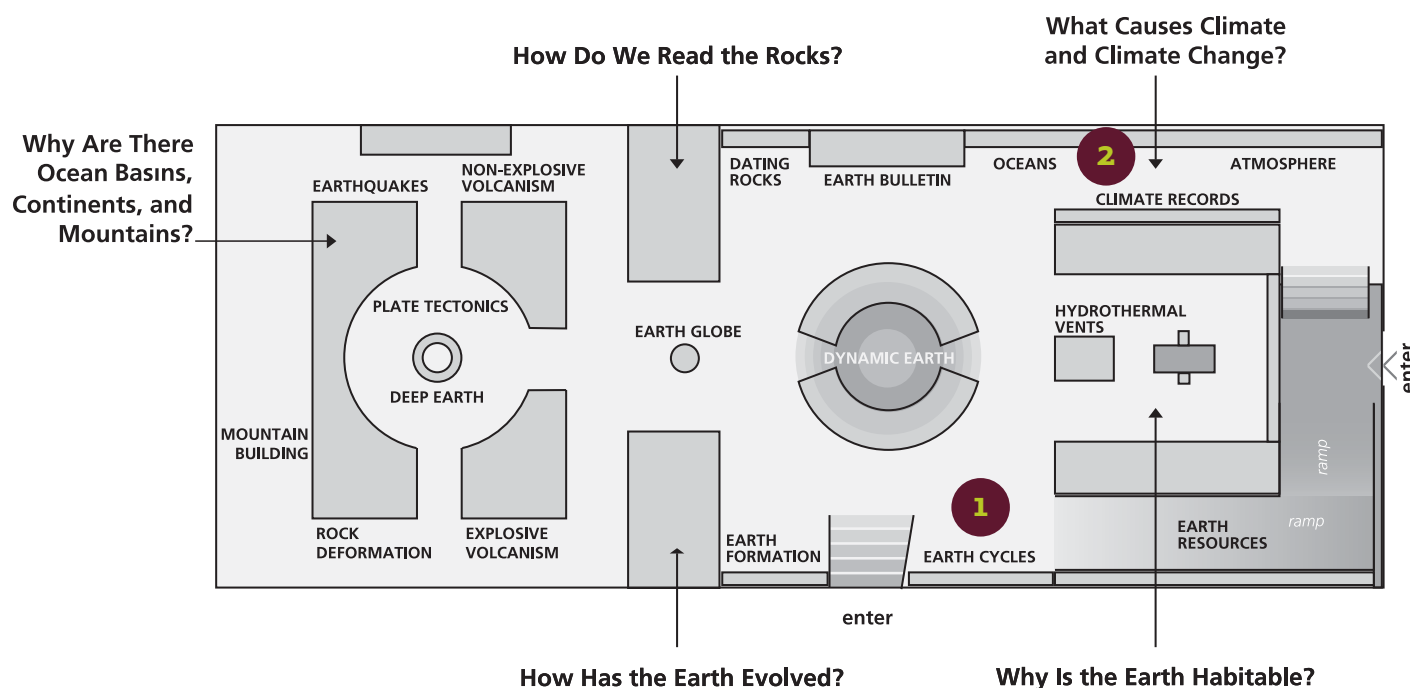 What Causes Climate
and Climate Change?
How Do We Read the Rocks?
Why Are There
Ocean Basins,
Continents, and
Mountains?
EARTHQUAKES
NON-EXPLOSIVE
VOLCANISM
DATING
ROCKS
EARTH BULLETIN
OCEANS
2
ATMOSPHERE
CLIMATE RECORDS
PLATE TECTONICS
DEEP EARTH
EARTH GLOBE
DYNAMIC EARTH
HYDROTHERMAL
VENTS
enter
MOUNTAIN
BUILDING
ramp
ROCK
DEFORMATION
EXPLOSIVE
VOLCANISM
EARTH
FORMATION
1
EARTH CYCLES
EARTH
RESOURCES
ramp
enter
How Has the Earth Evolved?
Why Is the Earth Habitable?